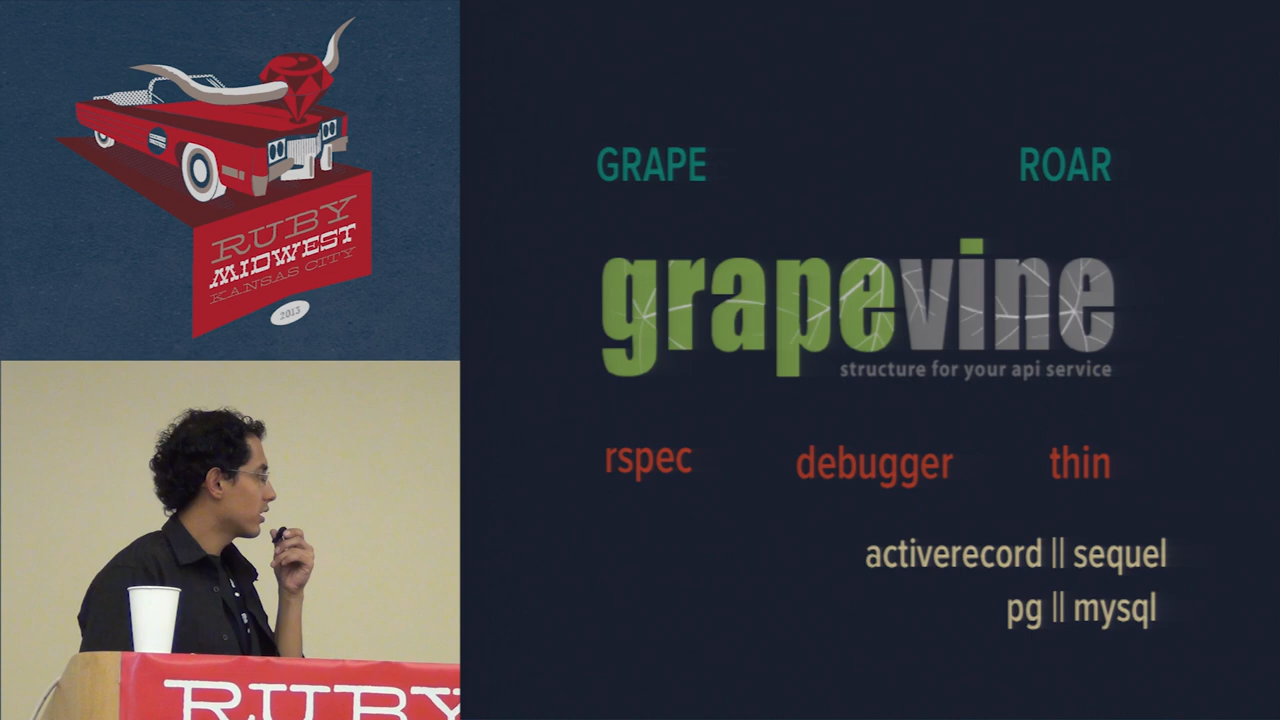 RUBY
MIDWEST
KANSAS CITY
2013
RUBY
GRAPE ROAR
grapevine
structure for your api service
rspec debugger thin
activerecord || sequel
pg || mysql